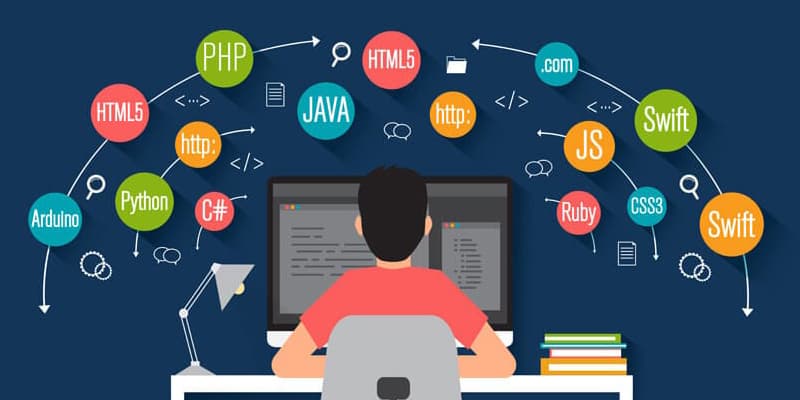 PHP
HTML5
.com
HTML5
<...>
JAVA
http:
</>
<...>
Swift
http:
</>
JS
Arduino
Python
C#
Ruby
CSS3
Swift